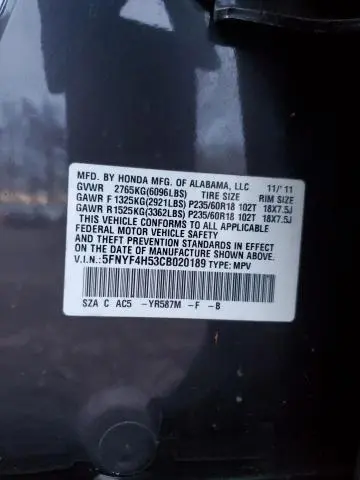 MFD. BY HONDA MFG. OF ALABAMA, LLC 11/'11
GVWR 2765KG(6096LBS) TIRE SIZE RIM SIZE
GAWR F 1325KG(2921LBS) P235/60R18 102T 18X7.5J
GAWR R1525KG(3362LBS) P235/60R18 102T 18X7.5J
THIS VEHICLE CONFORMS TO ALL APPLICABLE
FEDERAL MOTOR VEHICLE SAFETY AND
THEFT PREVENTION STANDARDS IN EFFECT
ON THE DATE OF MANUFACTURE
SHOWN ABOVE.
V.I.N.: 5FNYF4H53CB020189 TYPE: MPV
SZA C AC5 -YR587M -F -B